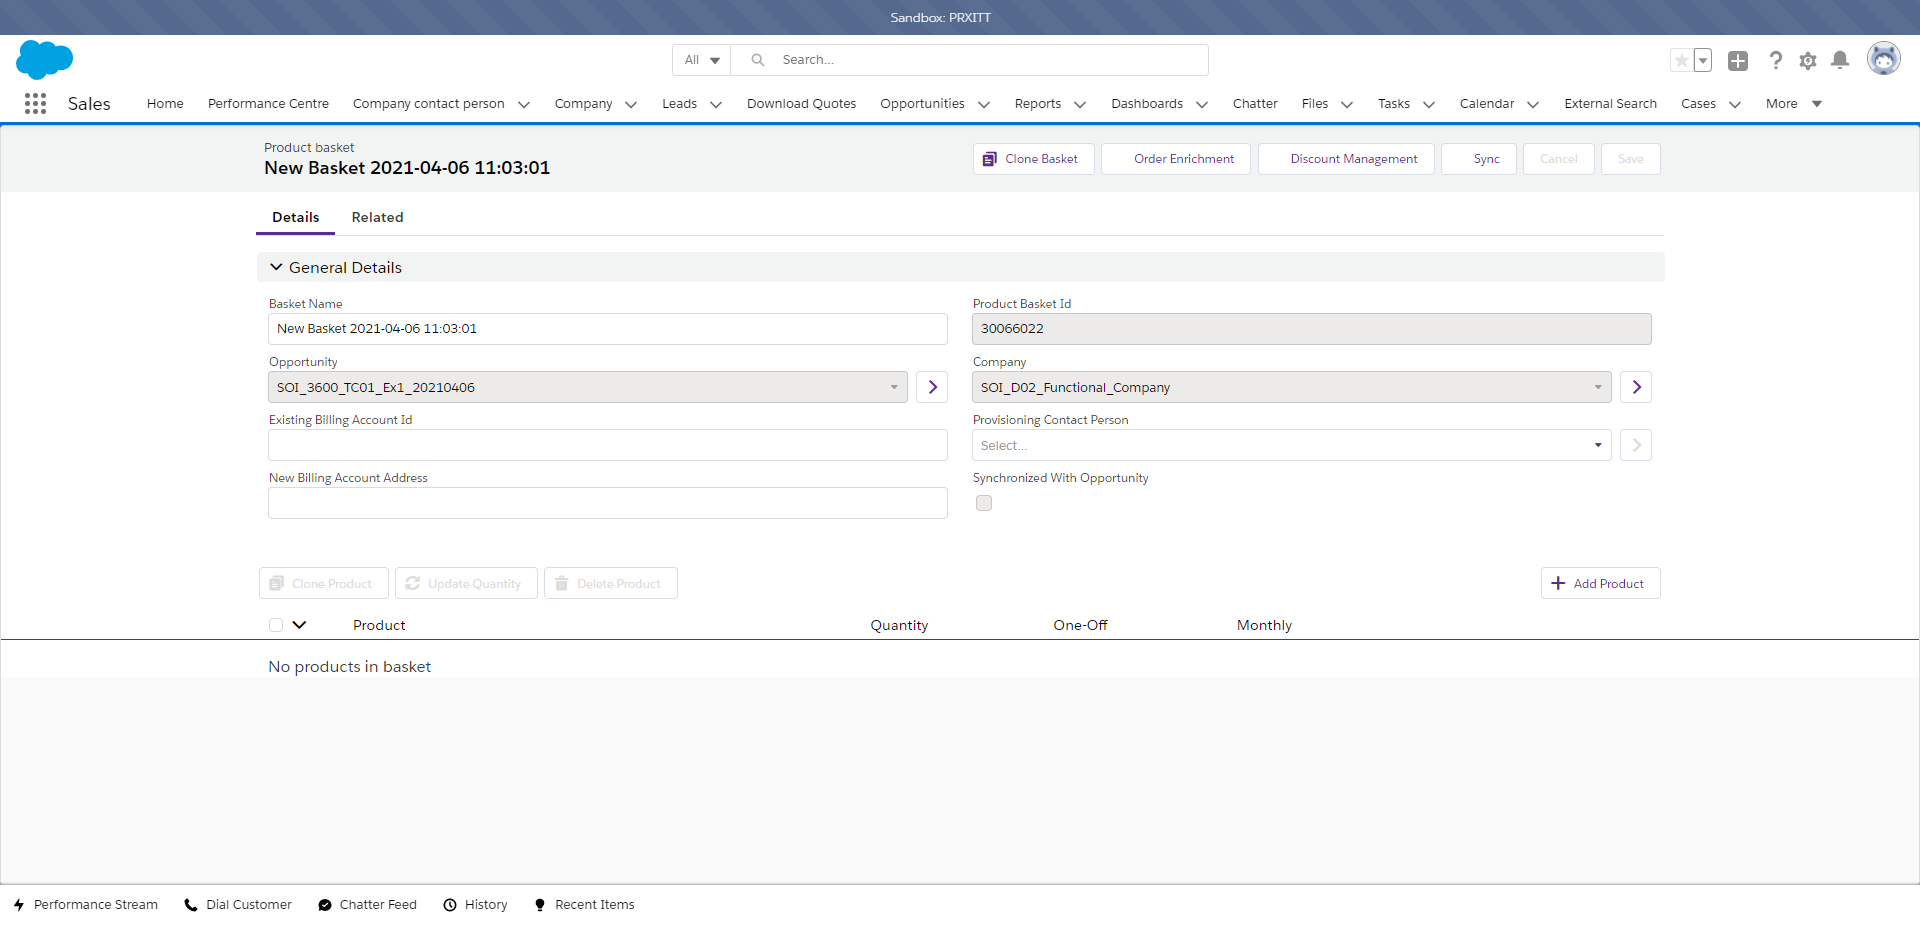 Sandbox: PRXITT
All
Search...
Sales
Home
Performance Centre
Company contact person
Company
Leads
Download Quotes
Opportunities
Reports
Dashboards
Chatter
Files
Tasks
Calendar
External Search
Cases
More
Product basket
New Basket 2021-04-06 11:03:01
Clone Basket
Order Enrichment
Discount Management
Sync
Cancel
Save
Details
Related
General Details
Basket Name
New Basket 2021-04-06 11:03:01
Product Basket Id
30066022
Opportunity
SOI_3600_TC01_Ex1_20210406
Company
SOI_D02_Functional_Company
Existing Billing Account Id
Provisioning Contact Person
Select...
New Billing Account Address
Synchronized With Opportunity
Clone Product
Update Quantity
Delete Product
Add Product
Product
Quantity
One-Off
Monthly
No products in basket
Performance Stream
Dial Customer
Chatter Feed
History
Recent Items